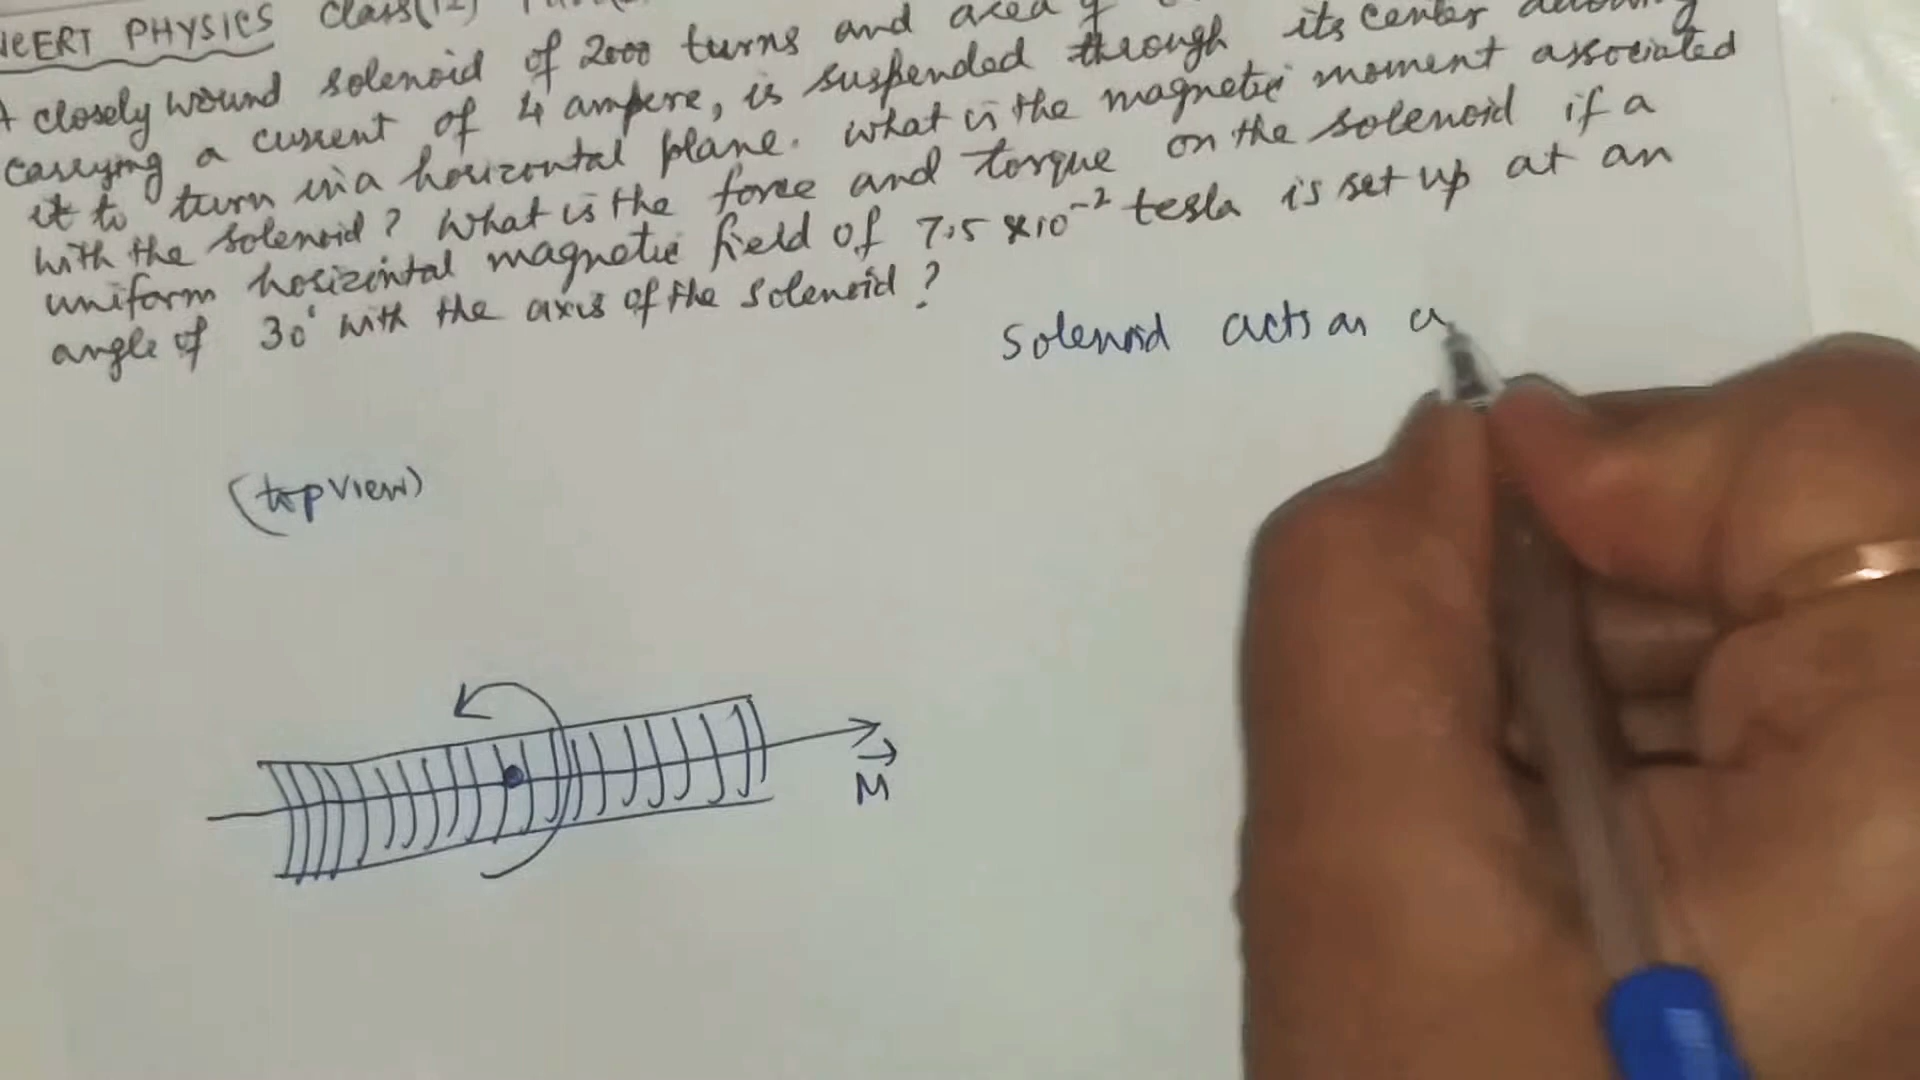 NCERT PHYSICS Class(12)
A closely wound solenoid of 2000 turns and area of
carrying a current of 4 ampere, is suspended through its center allowing
it to turn in a horizontal plane. What is the magnetic moment associated
with the solenoid? What is the force and torque on the solenoid if a
uniform horizintal magnetic field of 7.5 × 10⁻² tesla is set up at an
angle of 30° with the axis of the solenoid?
Solenoid acts as a
(top view)
M